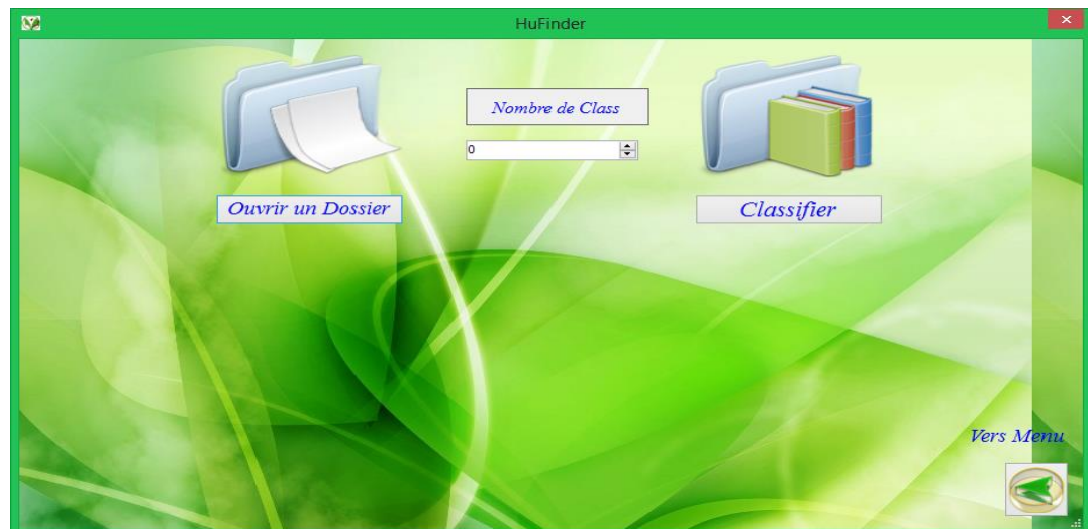 HuFinder
Nombre de Class
0
Ouvrir un Dossier
Classifier
Vers Menu